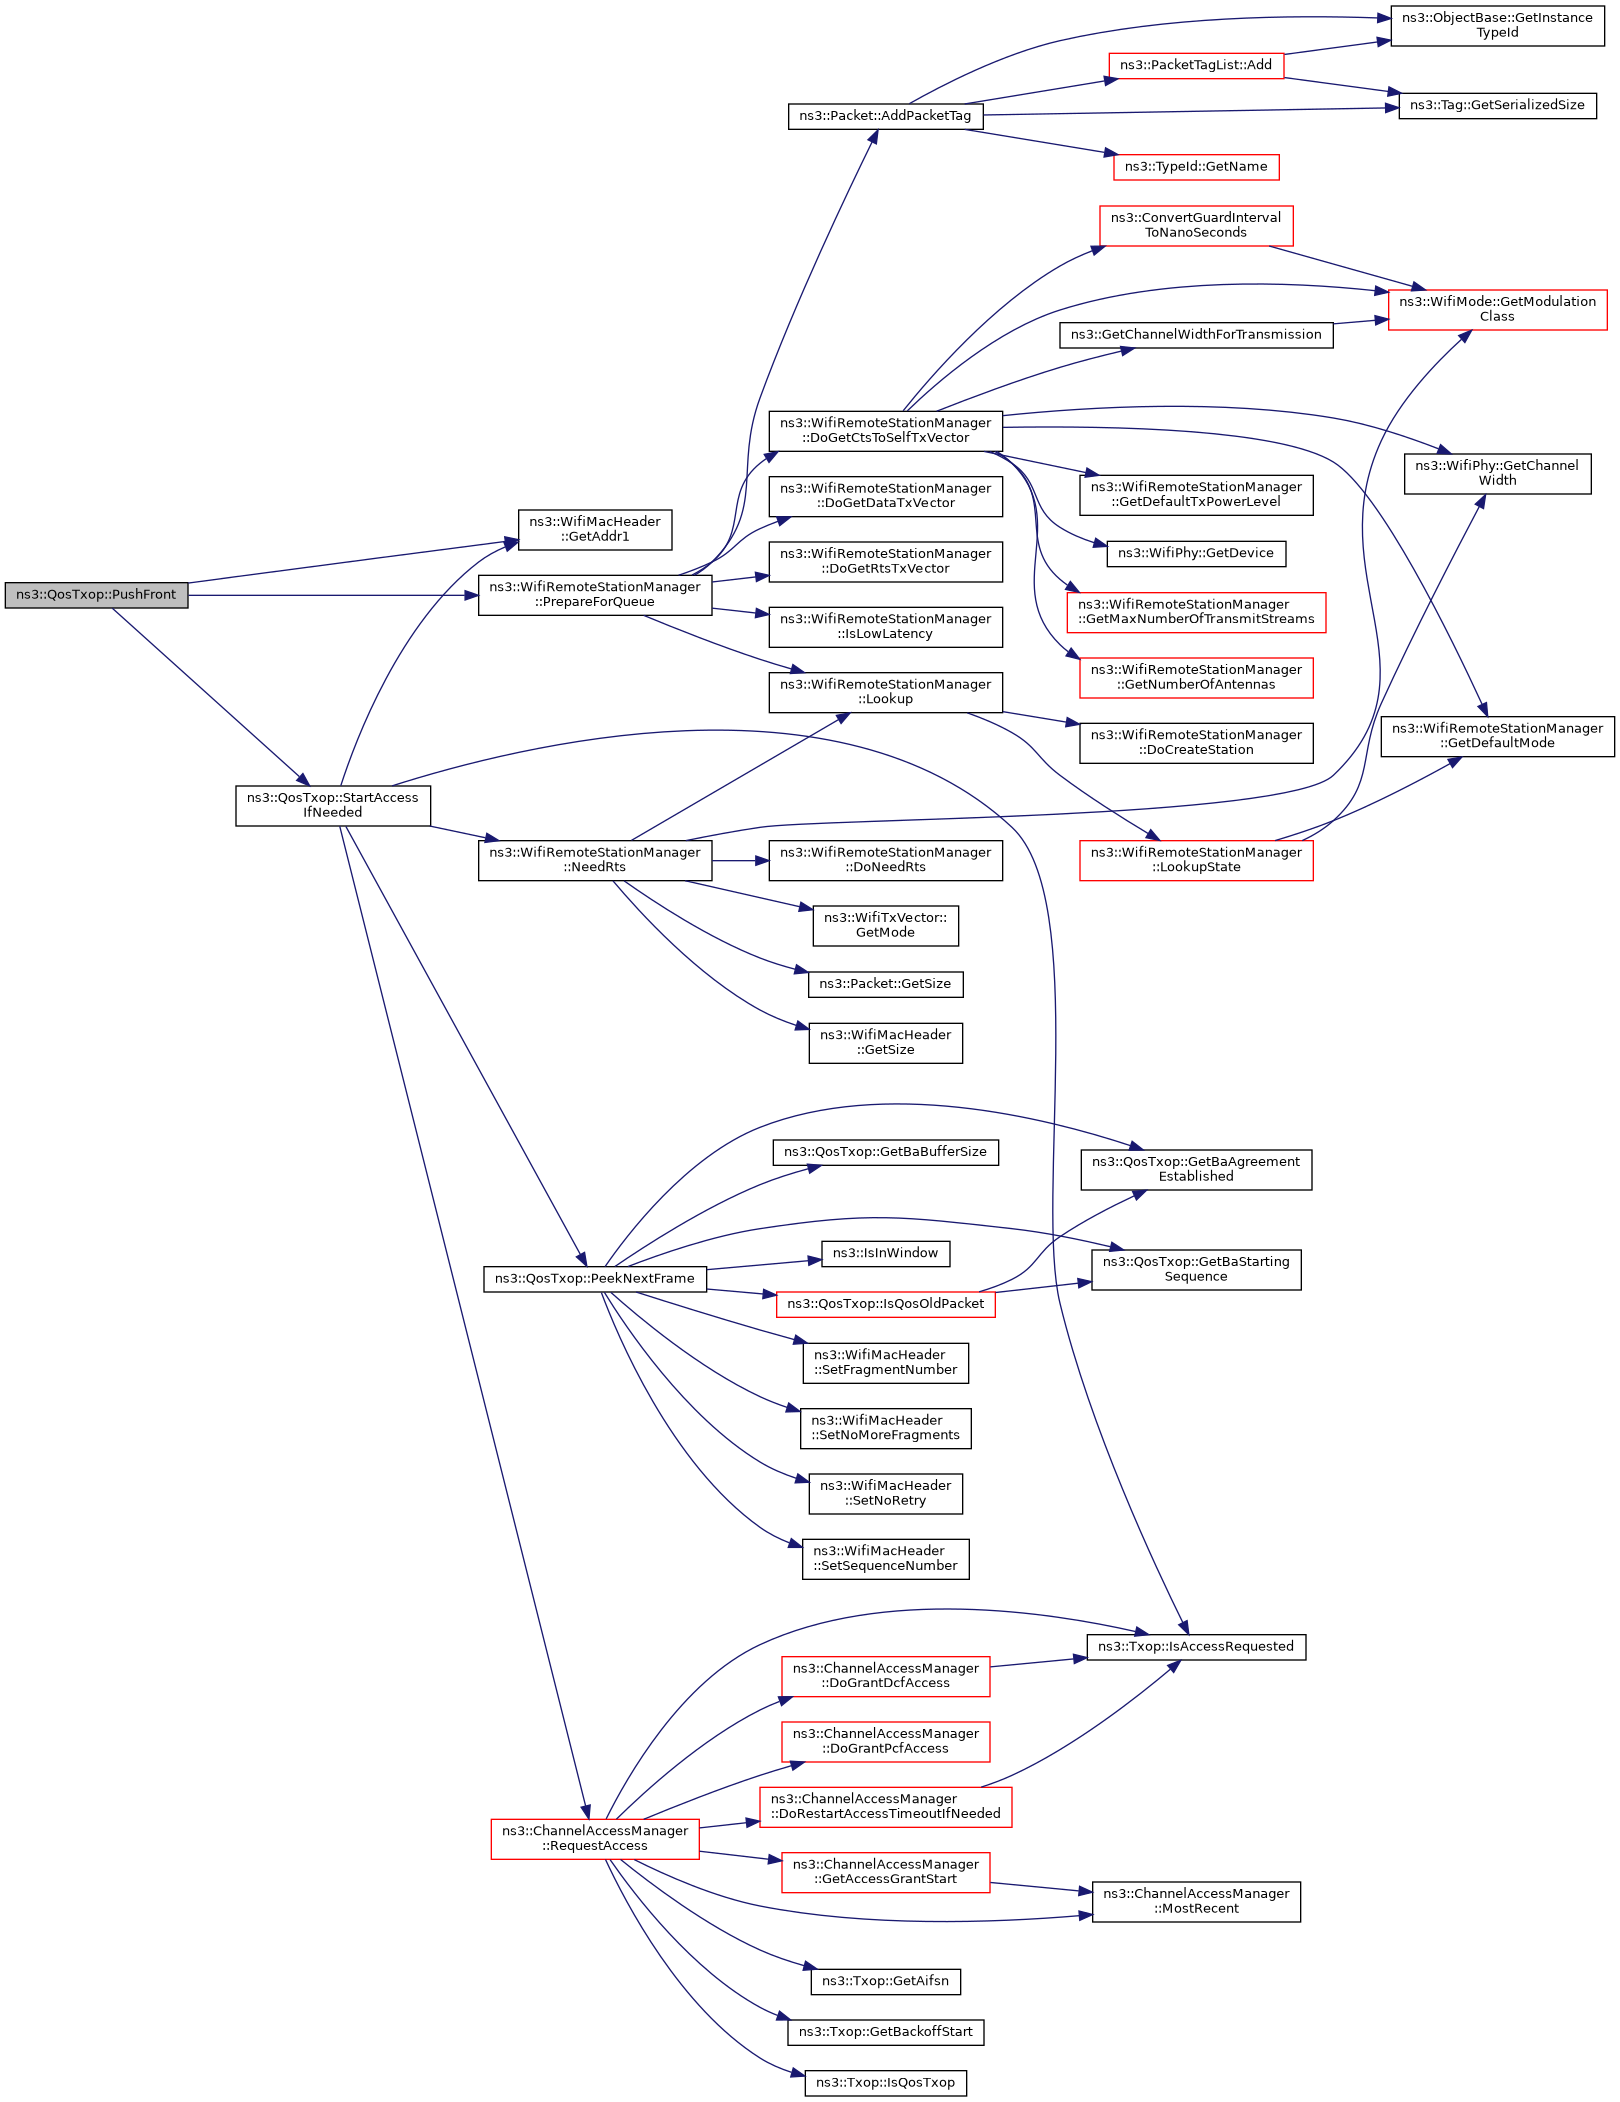 ns3::QosTxop::PushFront
ns3::WifiMacHeader
::GetAddr1
ns3::WifiRemoteStationManager
::PrepareForQueue
ns3::QosTxop::StartAccess
IfNeeded
ns3::Packet::AddPacketTag
ns3::ObjectBase::GetInstance
TypeId
ns3::PacketTagList::Add
ns3::Tag::GetSerializedSize
ns3::TypeId::GetName
ns3::WifiRemoteStationManager
::DoGetCtsToSelfTxVector
ns3::ConvertGuardInterval
ToNanoSeconds
ns3::WifiMode::GetModulation
Class
ns3::GetChannelWidthForTransmission
ns3::WifiPhy::GetChannel
Width
ns3::WifiRemoteStationManager
::GetDefaultTxPowerLevel
ns3::WifiPhy::GetDevice
ns3::WifiRemoteStationManager
::GetMaxNumberOfTransmitStreams
ns3::WifiRemoteStationManager
::GetNumberOfAntennas
ns3::WifiRemoteStationManager
::GetDefaultMode
ns3::WifiRemoteStationManager
::DoGetDataTxVector
ns3::WifiRemoteStationManager
::DoGetRtsTxVector
ns3::WifiRemoteStationManager
::IsLowLatency
ns3::WifiRemoteStationManager
::Lookup
ns3::WifiRemoteStationManager
::DoCreateStation
ns3::WifiRemoteStationManager
::LookupState
ns3::WifiRemoteStationManager
::NeedRts
ns3::WifiRemoteStationManager
::DoNeedRts
ns3::WifiTxVector::
GetMode
ns3::Packet::GetSize
ns3::WifiMacHeader
::GetSize
ns3::QosTxop::PeekNextFrame
ns3::QosTxop::GetBaBufferSize
ns3::QosTxop::GetBaAgreement
Established
ns3::IsInWindow
ns3::QosTxop::GetBaStarting
Sequence
ns3::QosTxop::IsQosOldPacket
ns3::WifiMacHeader
::SetFragmentNumber
ns3::WifiMacHeader
::SetNoMoreFragments
ns3::WifiMacHeader
::SetNoRetry
ns3::WifiMacHeader
::SetSequenceNumber
ns3::ChannelAccessManager
::RequestAccess
ns3::Txop::IsAccessRequested
ns3::ChannelAccessManager
::DoGrantDcfAccess
ns3::ChannelAccessManager
::DoGrantPcfAccess
ns3::ChannelAccessManager
::DoRestartAccessTimeoutIfNeeded
ns3::ChannelAccessManager
::GetAccessGrantStart
ns3::ChannelAccessManager
::MostRecent
ns3::Txop::GetAifsn
ns3::Txop::GetBackoffStart
ns3::Txop::IsQosTxop